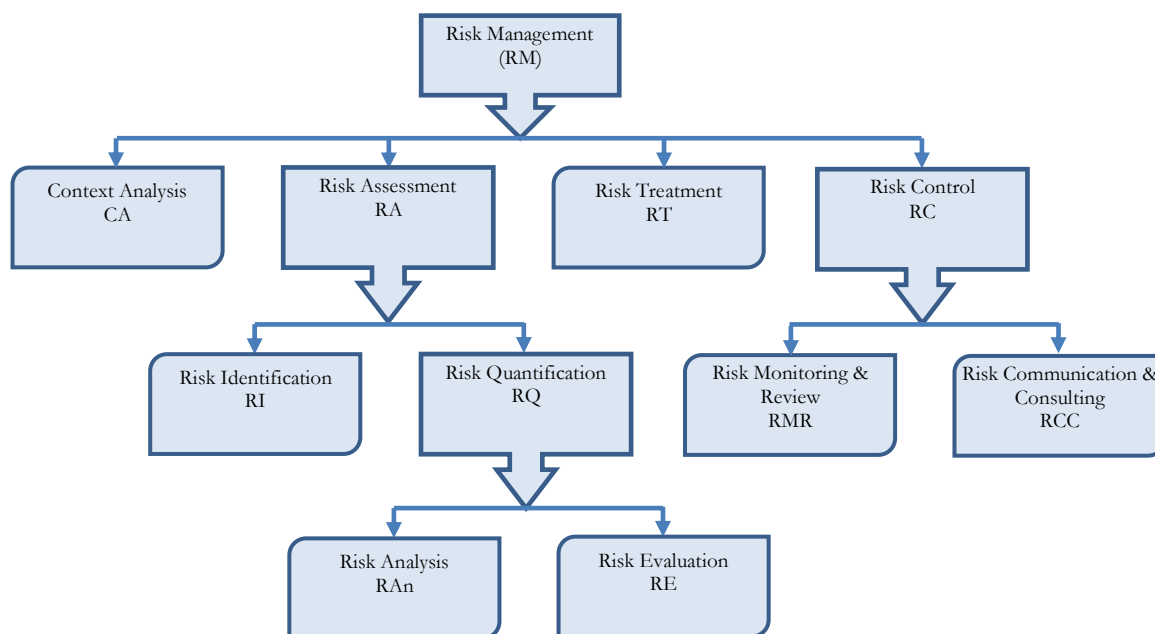 Risk Management
(RM)
Context Analysis
CA
Risk Assessment
RA
Risk Treatment
RT
Risk Control
RC
Risk Identification
RI
Risk Quantification
RQ
Risk Monitoring &
Review
RMR
Risk Communication &
Consulting
RCC
Risk Analysis
RAn
Risk Evaluation
RE